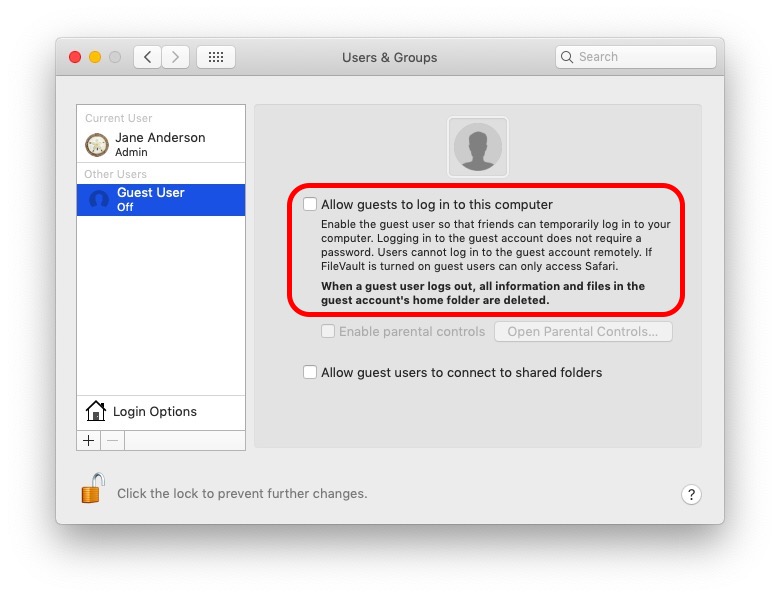 Users & Groups
Search
Current User
Jane Anderson
Admin
Other Users
Guest User
Off
Login Options
Allow guests to log in to this computer
Enable the guest user so that friends can temporarily log in to your
computer. Logging in to the guest account does not require a
password. Users cannot log in to the guest account remotely. If
FileVault is turned on guest users can only access Safari.
When a guest user logs out, all information and files in the
guest account's home folder are deleted.
Enable parental controls
Open Parental Controls...
Allow guest users to connect to shared folders
Click the lock to prevent further changes.
?